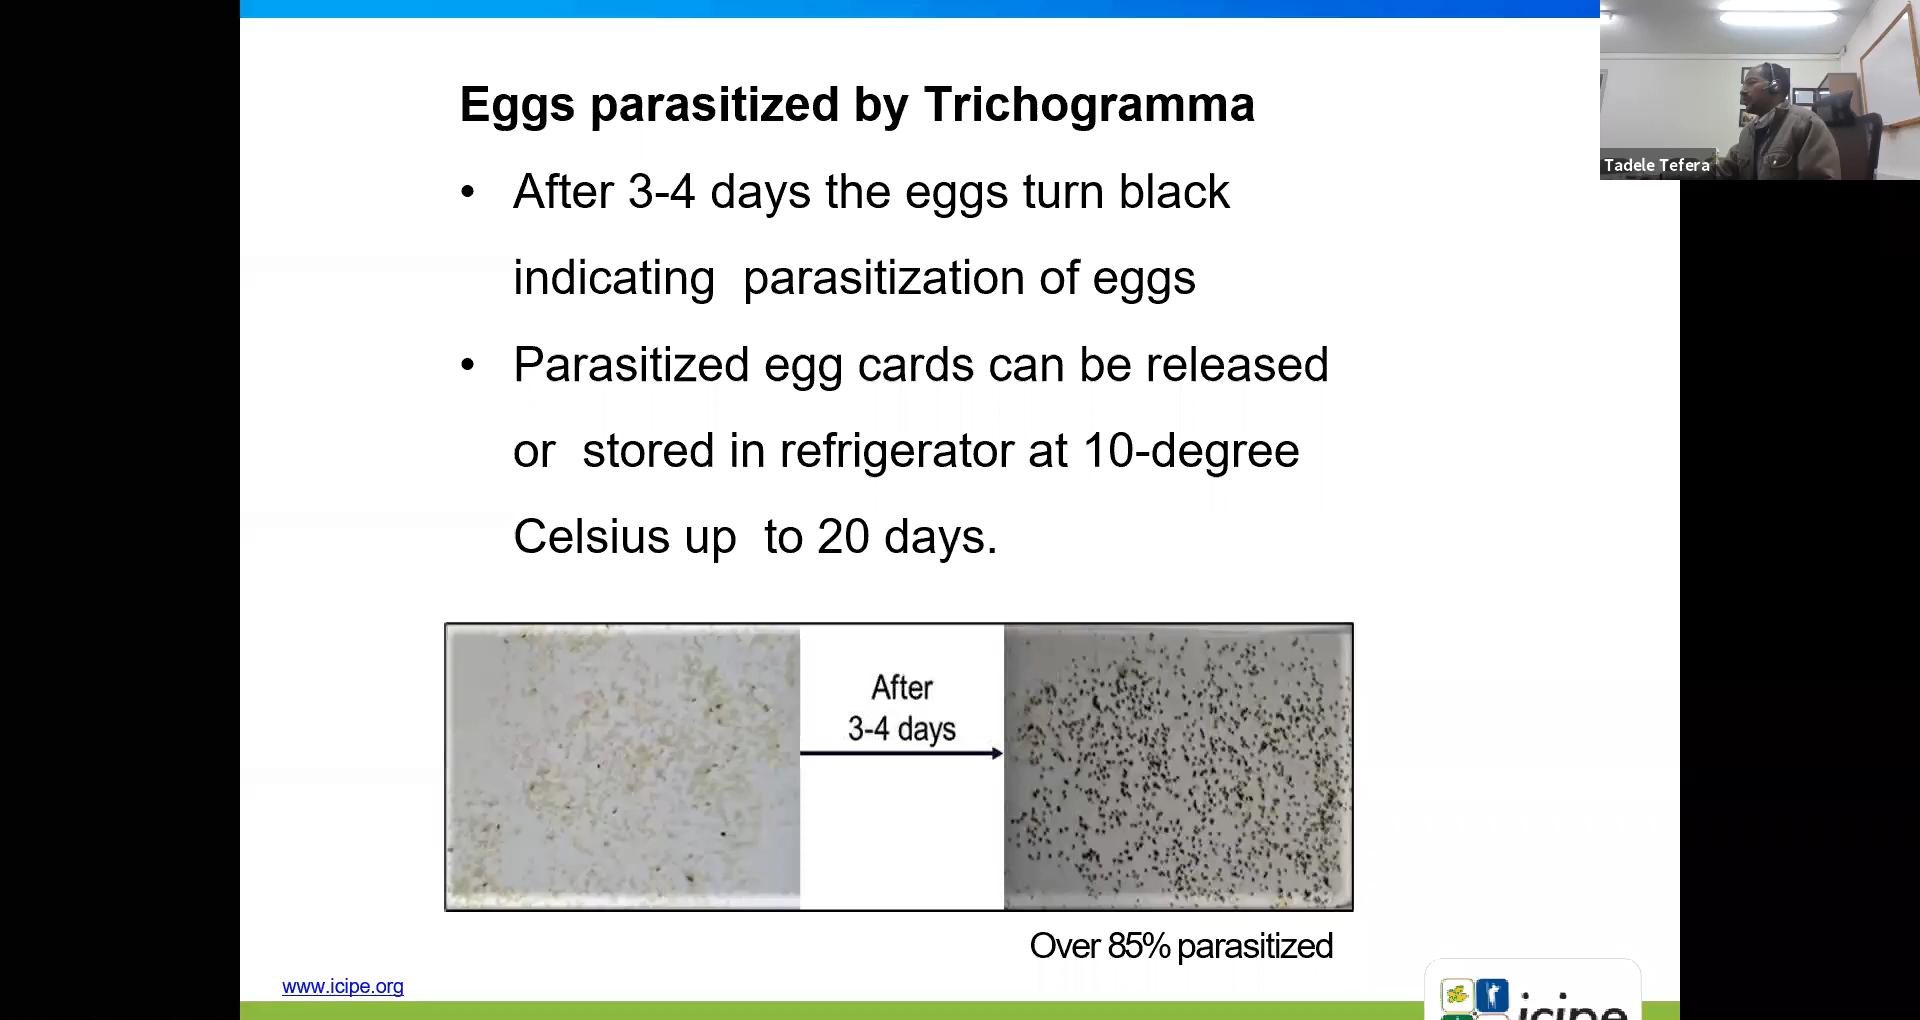 Eggs parasitized by Trichogramma
• After 3-4 days the eggs turn black
indicating  parasitization of eggs
• Parasitized egg cards can be released
or  stored in refrigerator at 10-degree
Celsius up  to 20 days.
After
3-4 days
Over 85% parasitized
www.icipe.org
icipe
Tadele Tefera